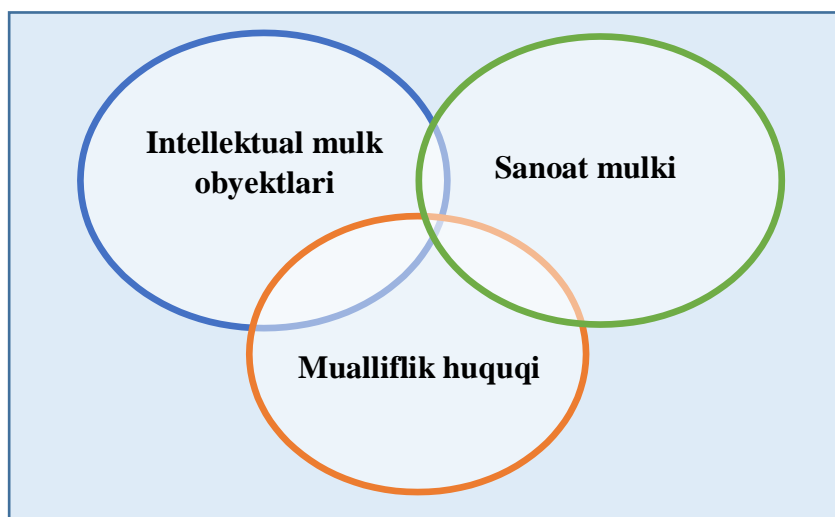 Intellektual mulk
obyektlari
Sanoat mulki
Mualliflik huquqi